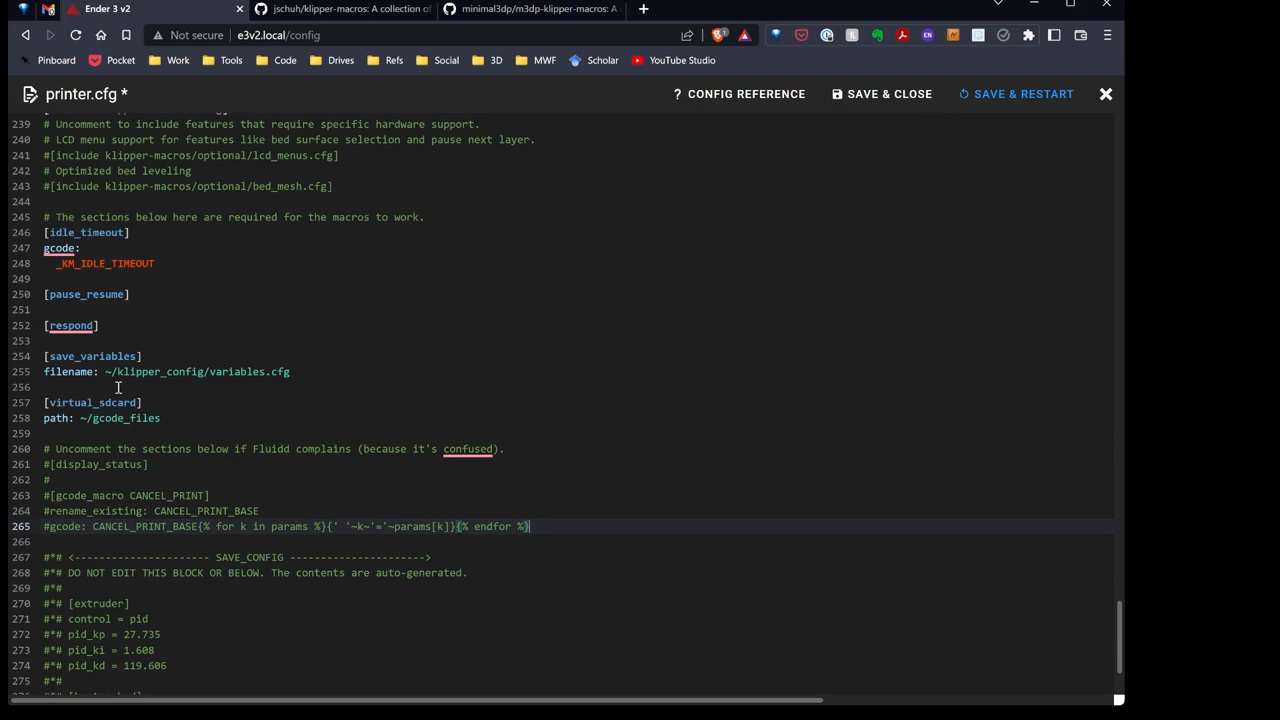 Ender 3 v2
jschuh/klipper-macros: A collection of
minimal3dp/m3dp-klipper-macros: A
Not secure e3v2.local/config
Pinboard Pocket Work Tools Code Drives Refs Social 3D MWF Scholar YouTube Studio
printer.cfg * ? CONFIG REFERENCE SAVE & CLOSE SAVE & RESTART
239 # Uncomment to include features that require specific hardware support.
240 # LCD menu support for features like bed surface selection and pause next layer.
241 #[include klipper-macros/optional/lcd_menus.cfg]
242 # Optimized bed leveling
243 #[include klipper-macros/optional/bed_mesh.cfg]
244
245 # The sections below here are required for the macros to work.
246 [idle_timeout]
247 gcode:
248 _KM_IDLE_TIMEOUT
249
250 [pause_resume]
251
252 [respond]
253
254 [save_variables]
255 filename: ~/klipper_config/variables.cfg
256
257 [virtual_sdcard]
258 path: ~/gcode_files
259
260 # Uncomment the sections below if Fluidd complains (because it's confused).
261 #[display_status]
262 #
263 #[gcode_macro CANCEL_PRINT]
264 #rename_existing: CANCEL_PRINT_BASE
265 #gcode: CANCEL_PRINT_BASE{% for k in params %}{' '~k~'='~params[k]}{% endfor %}
266
267 #*# <---------------------- SAVE_CONFIG ---------------------->
268 #*# DO NOT EDIT THIS BLOCK OR BELOW. The contents are auto-generated.
269 #*#
270 #*# [extruder]
271 #*# control = pid
272 #*# pid_kp = 27.735
273 #*# pid_ki = 1.608
274 #*# pid_kd = 119.606
275 #*#